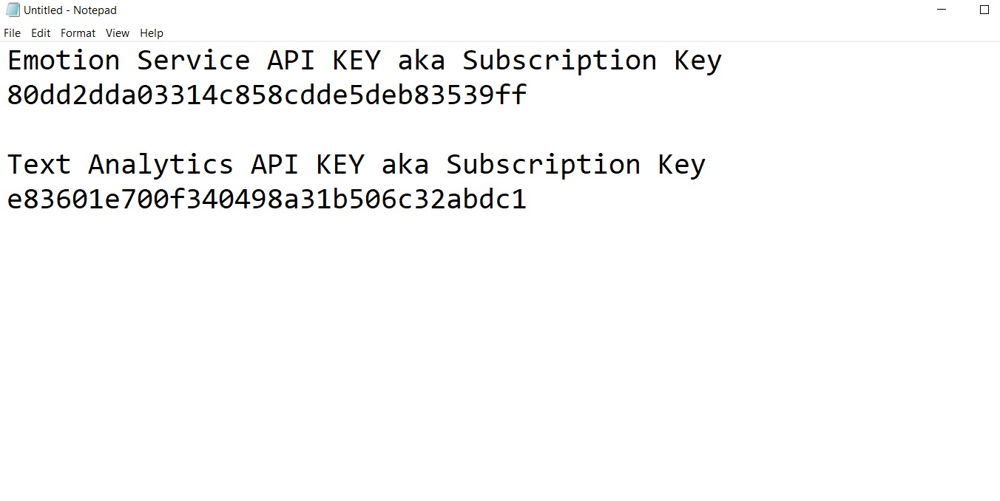 Untitled - Notepad
File Edit Format View Help
Emotion Service API KEY aka Subscription Key
80dd2dda03314c858cdde5deb83539ff

Text Analytics API KEY aka Subscription Key
e83601e700f340498a31b506c32abdc1